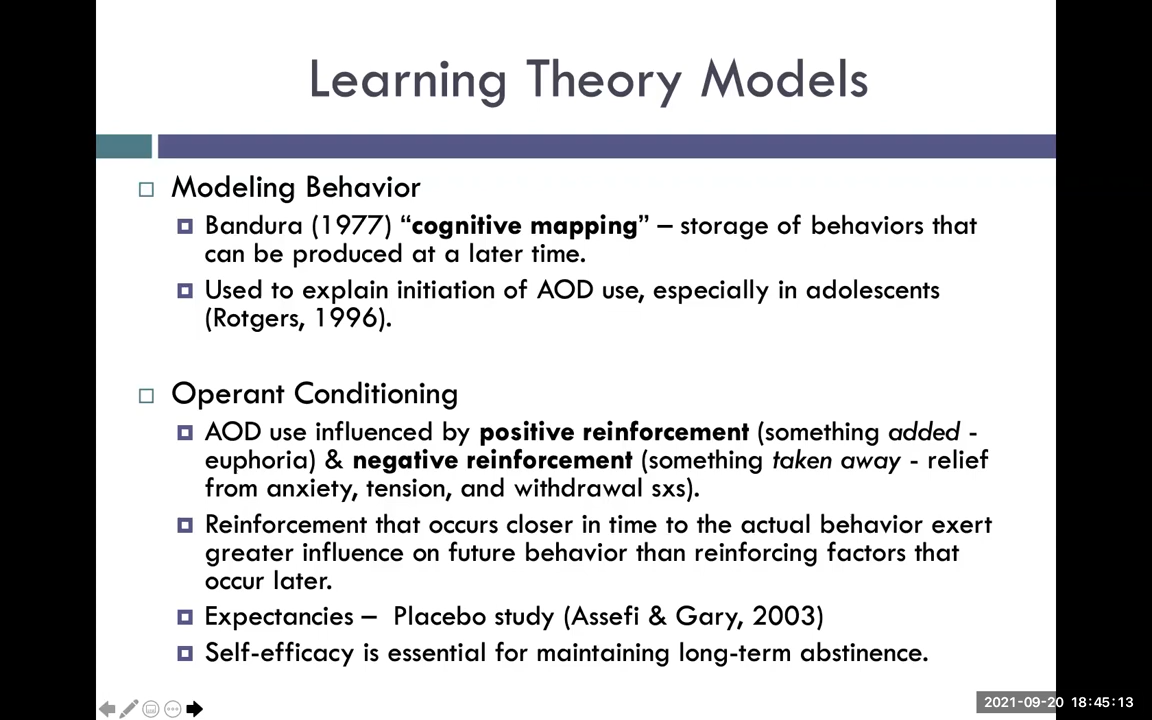 Learning Theory Models
Modeling Behavior
Bandura (1977) “cognitive mapping” – storage of behaviors that
can be produced at a later time.
Used to explain initiation of AOD use, especially in adolescents
(Rotgers, 1996).
Operant Conditioning
AOD use influenced by positive reinforcement (something added -
euphoria) & negative reinforcement (something taken away - relief
from anxiety, tension, and withdrawal sxs).
Reinforcement that occurs closer in time to the actual behavior exert
greater influence on future behavior than reinforcing factors that
occur later.
Expectancies – Placebo study (Assefi & Gary, 2003)
Self-efficacy is essential for maintaining long-term abstinence.
2021-09-20 18:45:13